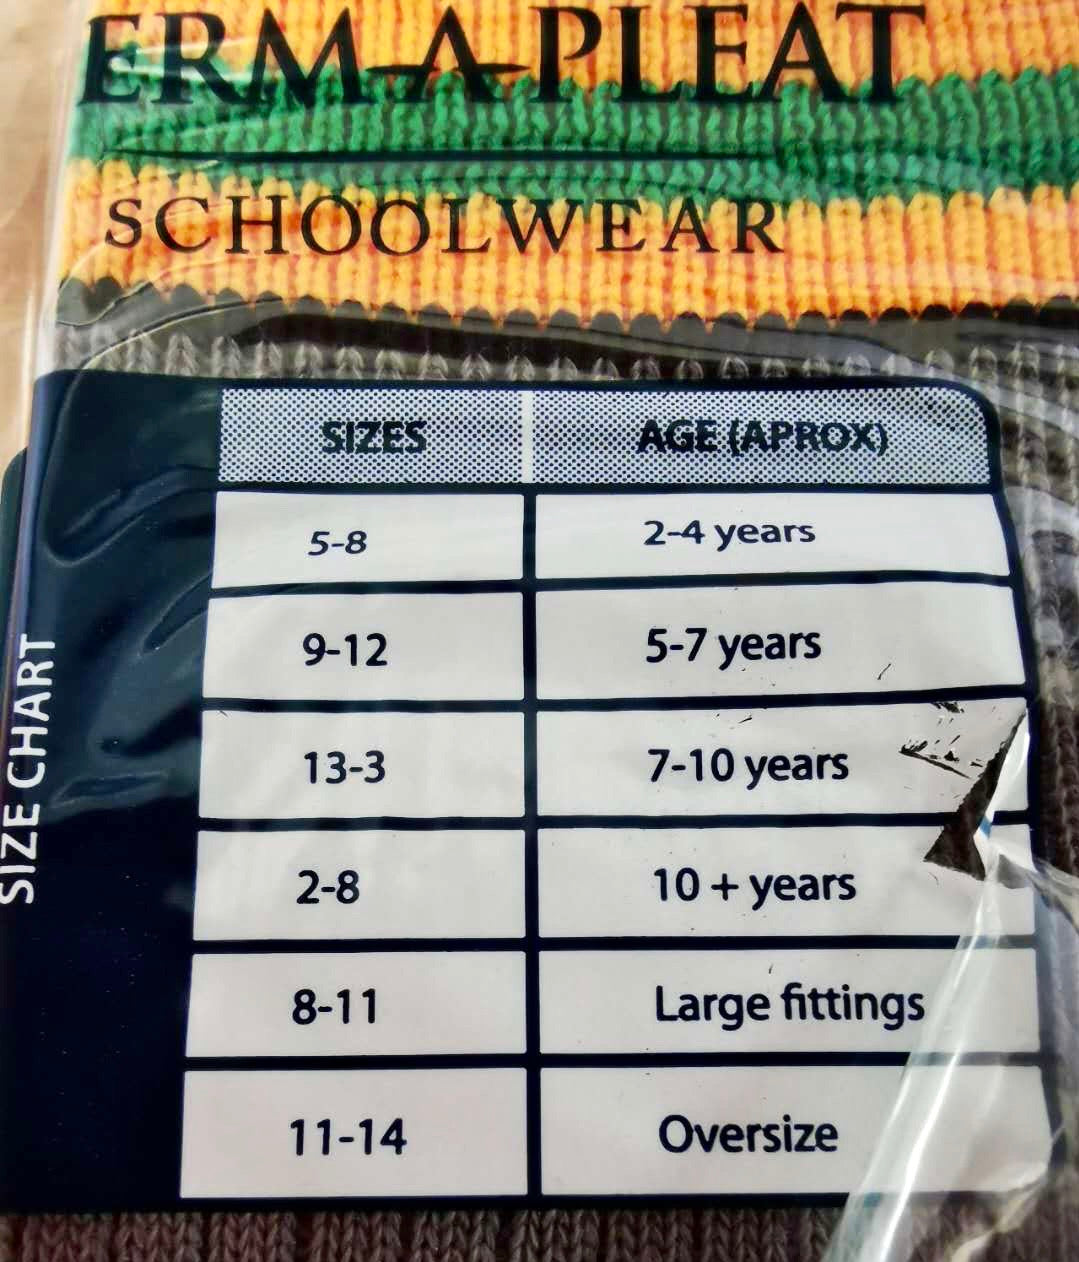 ERM-A-PLEAT
SCHOOLWEAR
SIZE CHART
SIZES AGE (APROX)
5-8 2-4 years
9-12 5-7 years
13-3 7-10 years
2-8 10 + years
8-11 Large fittings
11-14 Oversize